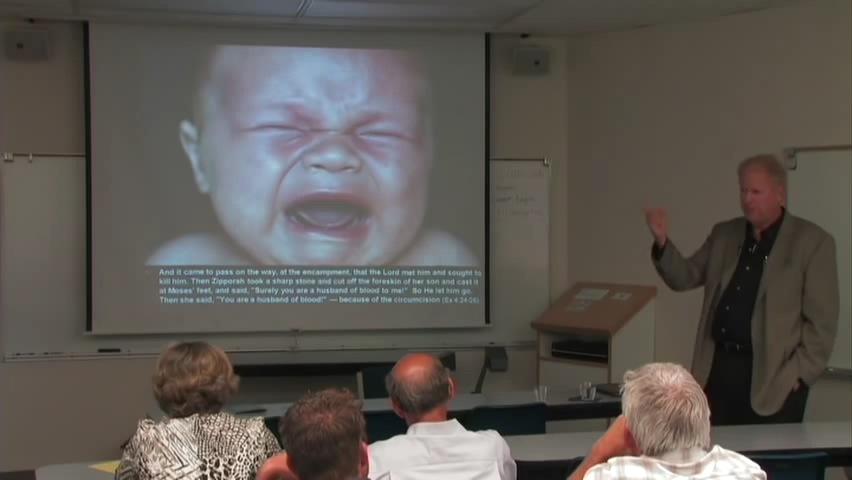 And it came to pass on the way, at the encampment, that the Lord met him and sought to
kill him. Then Zipporah took a sharp stone and cut off the foreskin of her son and cast it
at Moses' feet, and said, "Surely you are a husband of blood to me!" So He let him go.
Then she said, "You are a husband of blood!" — because of the circumcision (Ex 4:24-26)